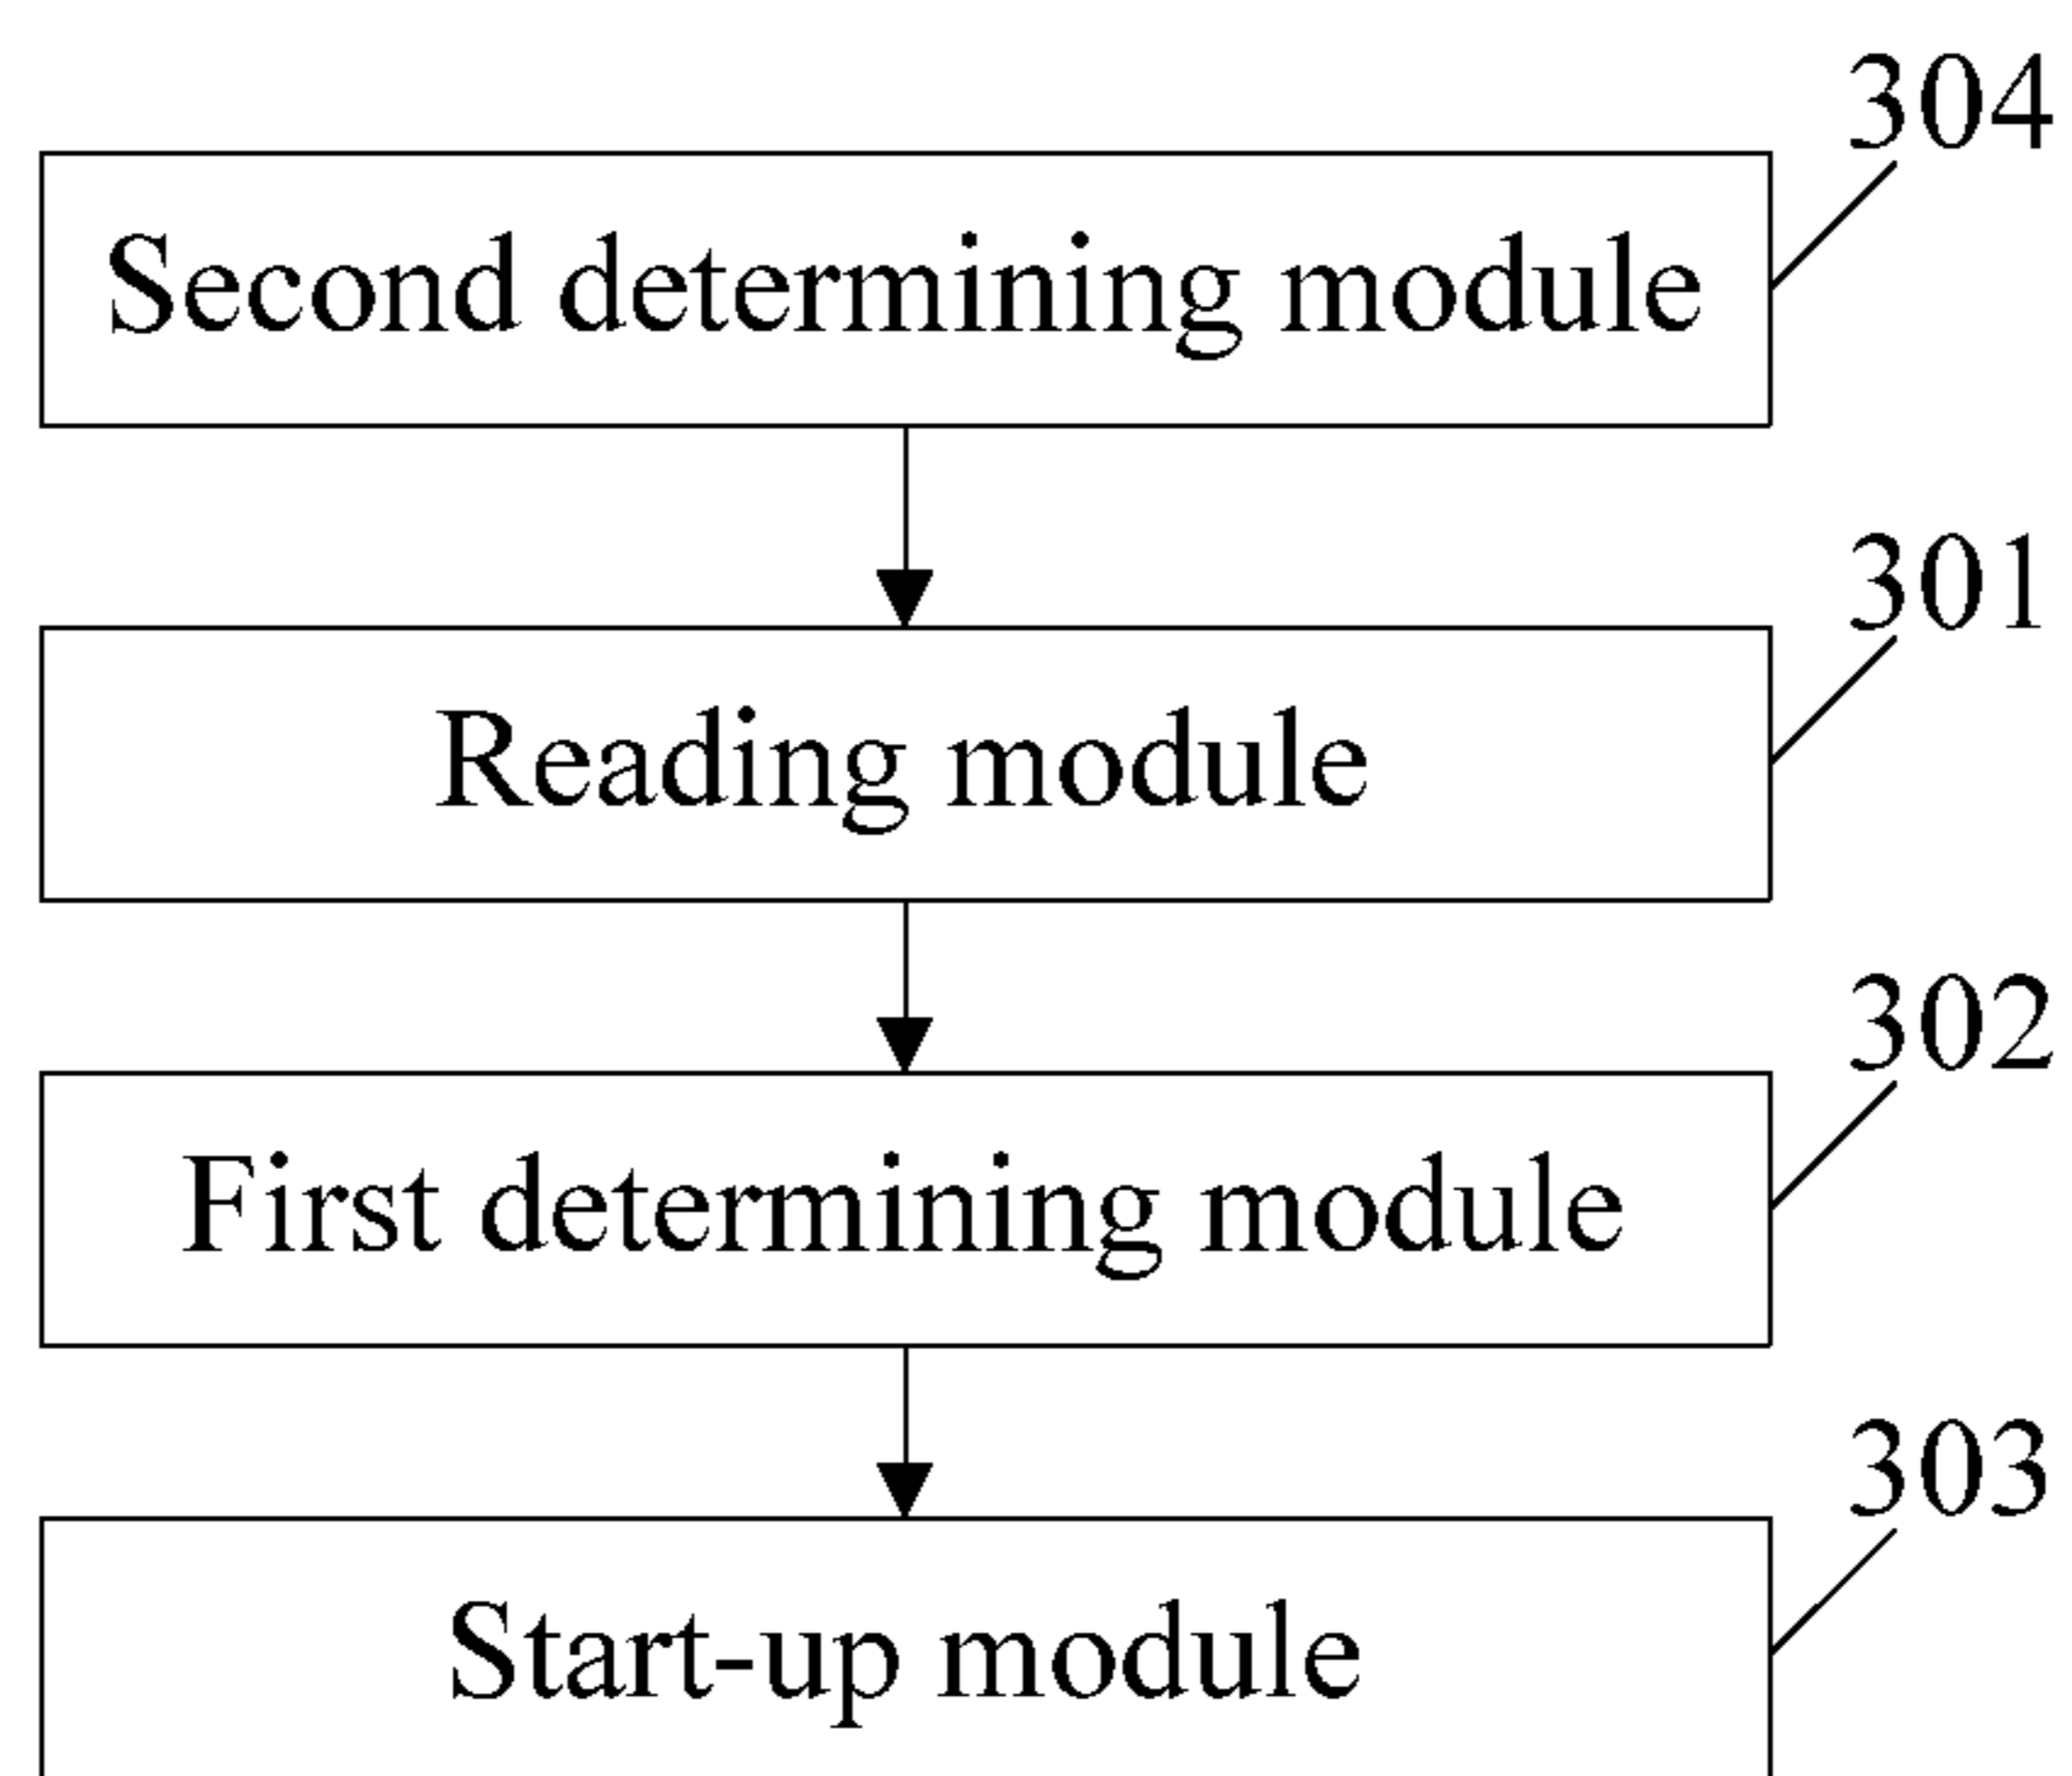 304
Second determining module
301
Reading module
302
First determining module
303
Start-up module